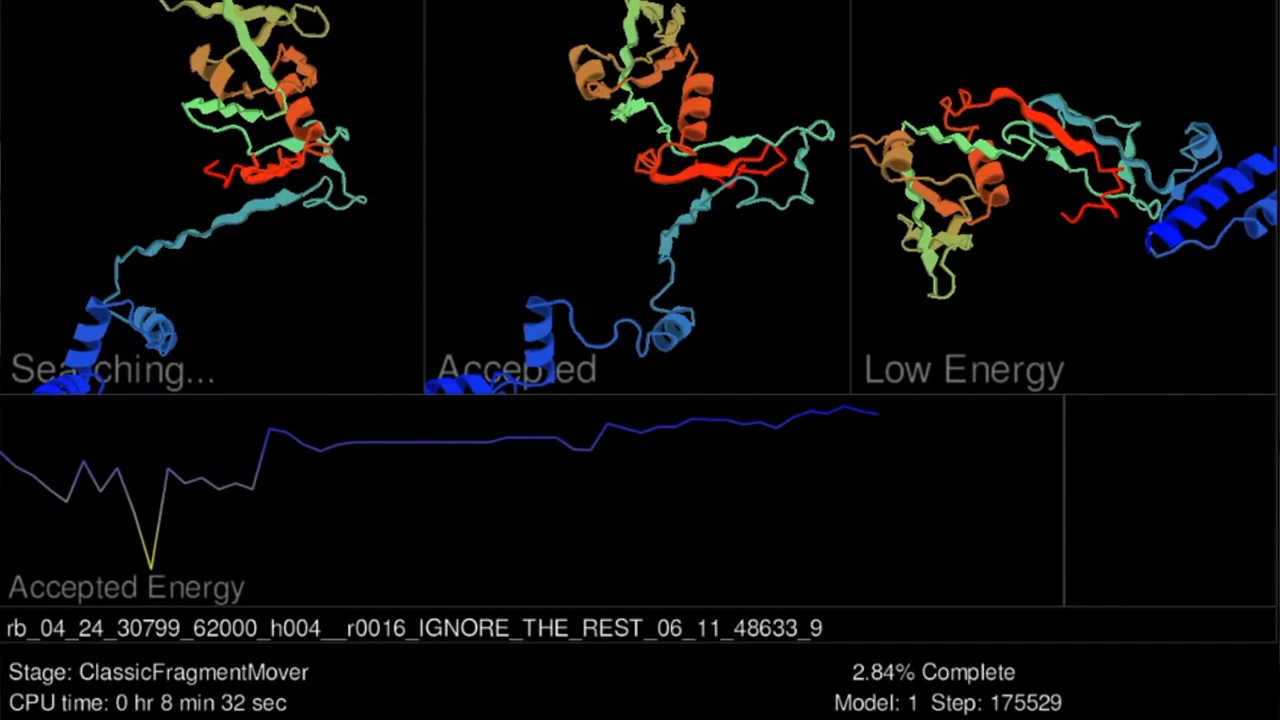 Searching...
Accepted
Low Energy
Accepted Energy
rb_04_24_30799_62000_h004__r0016_IGNORE_THE_REST_06_11_48633_9
Stage: ClassicFragmentMover
2.84% Complete
CPU time: 0 hr 8 min 32 sec
Model: 1 Step: 175529